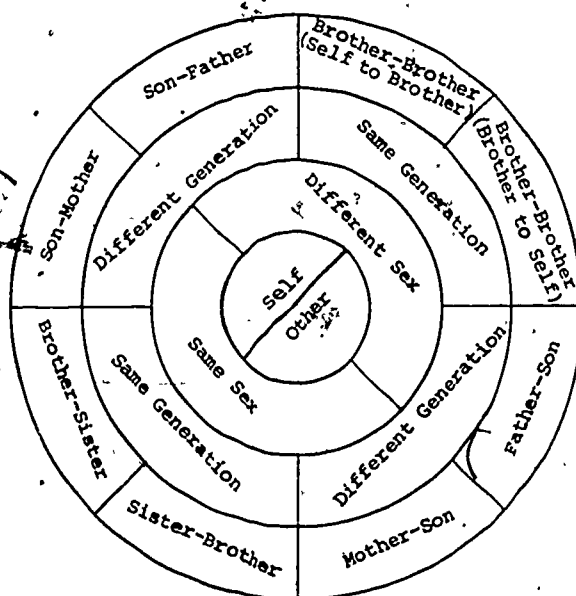 Son-Father
Brother-Brother
(Self to Brother)
Brother-Brother
(Brother to Self)
Son-Mother
Different Generation
Same Generation
Different Sex
Self
Other
Same Sex
Same Generation
Different Generation
Brother-Sister
Sister-Brother
Mother-Son
Father-Son